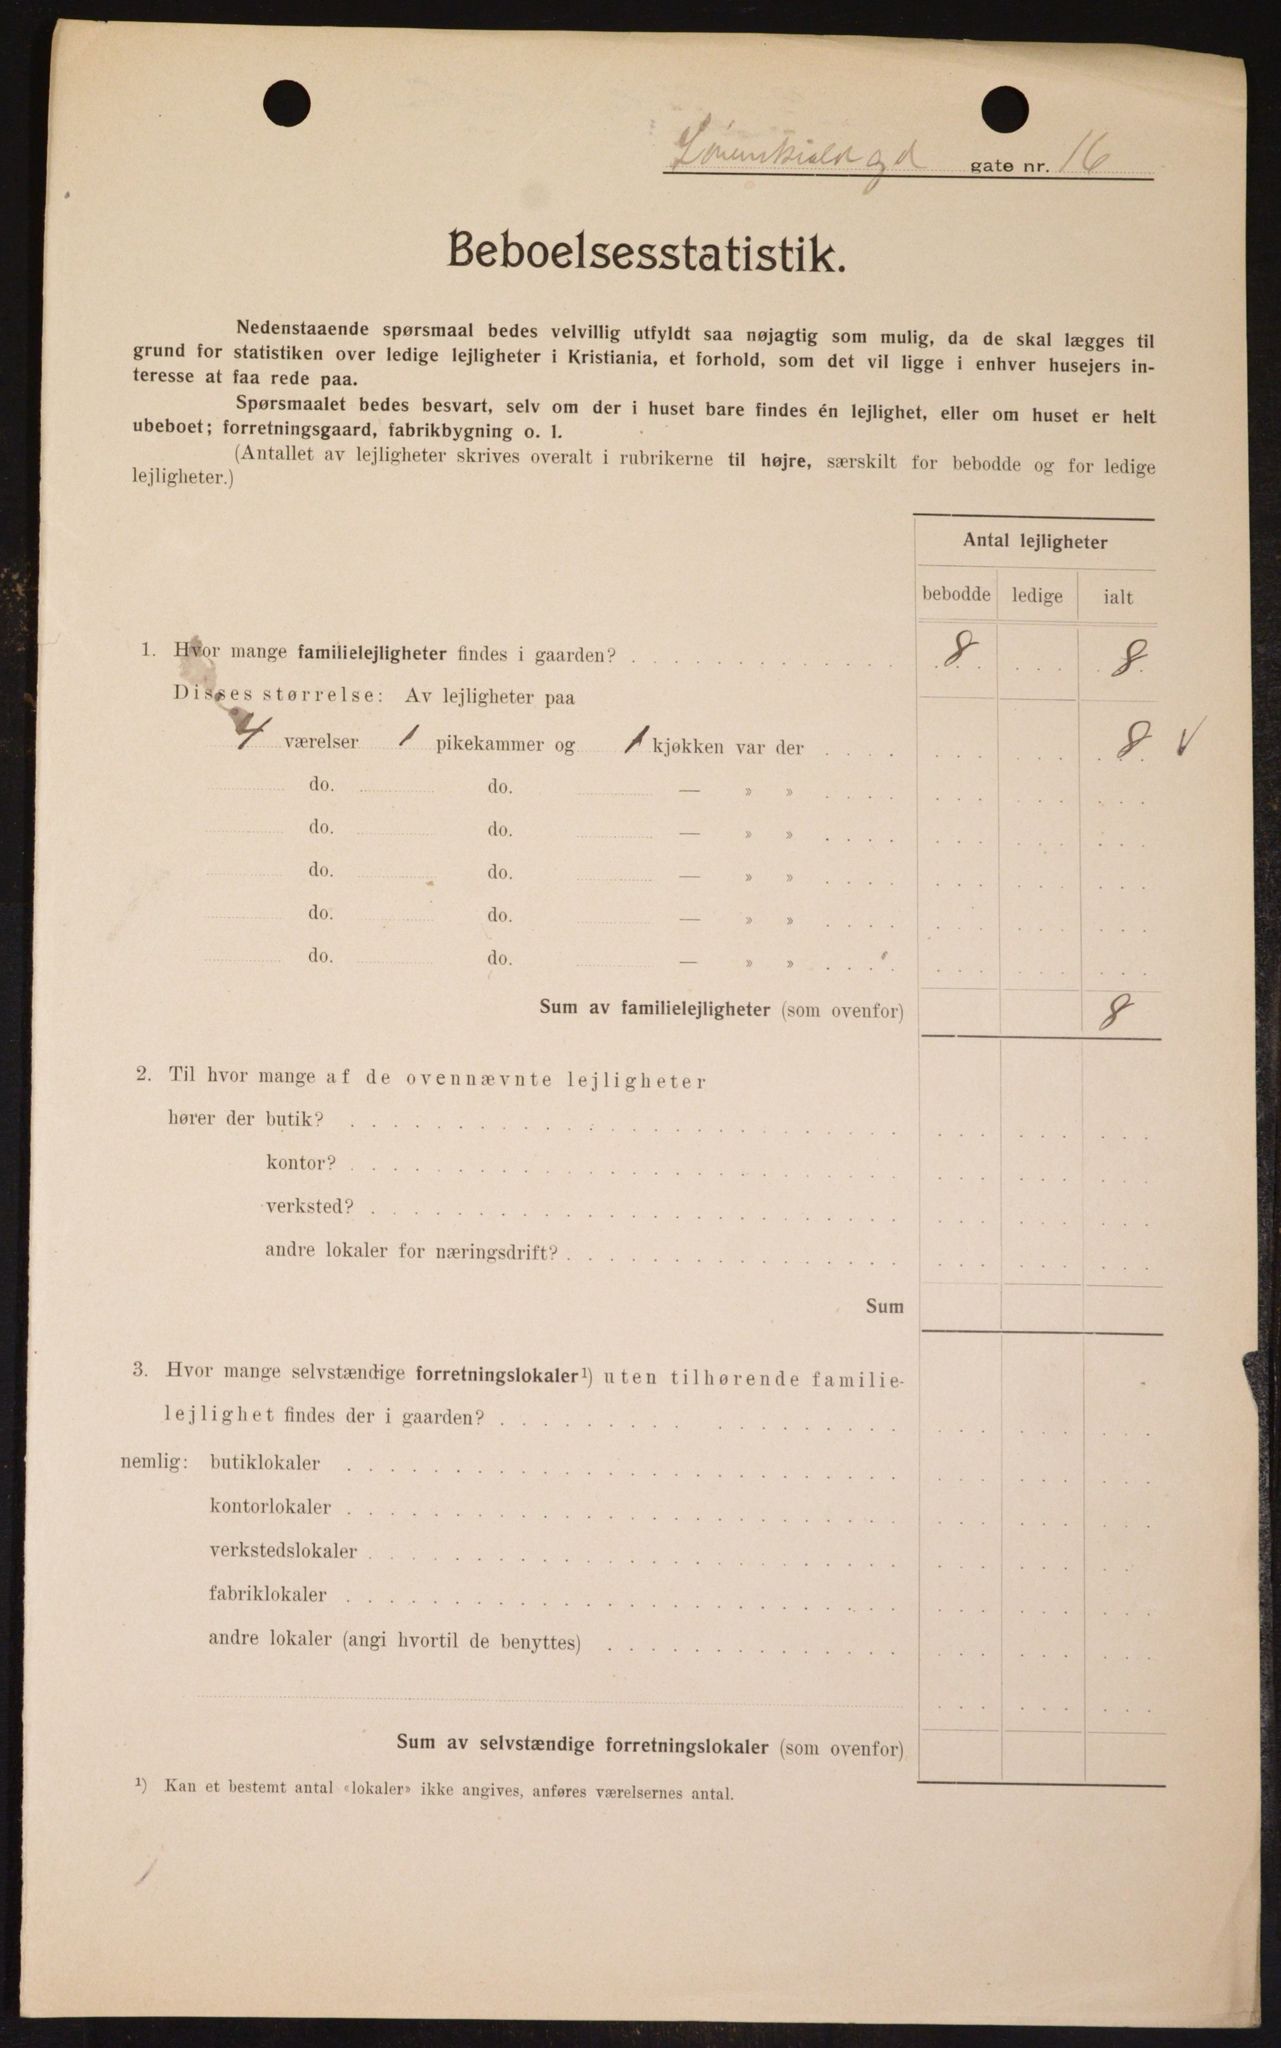 Løvenskiold gd gate nr. 16
Beboelsesstatistik.
Nedenstaaende spørsmaal bedes velvillig utfyldt saa nøjagtig som mulig, da de skal lægges til
grund for statistiken over ledige lejligheter i Kristiania, et forhold, som det vil ligge i enhver husejers in-
teresse at faa rede paa.
Spørsmaalet bedes besvart, selv om der i huset bare findes én lejlighet, eller om huset er helt
ubeboet; forretningsgaard, fabrikbygning o. l.
(Antallet av lejligheter skrives overalt i rubrikerne til højre, særskilt for bebodde og for ledige
lejligheter.)
Antal lejligheter
bebodde ledige ialt
1. Hvor mange familielejligheter findes i gaarden? 8 8
Disses størrelse: Av lejligheter paa
4 værelser 1 pikekammer og 1 kjøkken var der 8 √
do. do. — » »
do. do. — » »
do. do. — » »
do. do. — » »
do. do. — » »
Sum av familielejligheter (som ovenfor) 8
2. Til hvor mange af de ovennævnte lejligheter
hører der butik?
kontor?
verksted?
andre lokaler for næringsdrift?
Sum
3. Hvor mange selvstændige forretningslokaler¹) uten tilhørende familie-
lejlighet findes der i gaarden?
nemlig: butiklokaler
kontorlokaler
verkstedslokaler
fabriklokaler
andre lokaler (angi hvortil de benyttes)
Sum av selvstændige forretningslokaler (som ovenfor)
¹) Kan et bestemt antal «lokaler» ikke angives, anføres værelsernes antal.